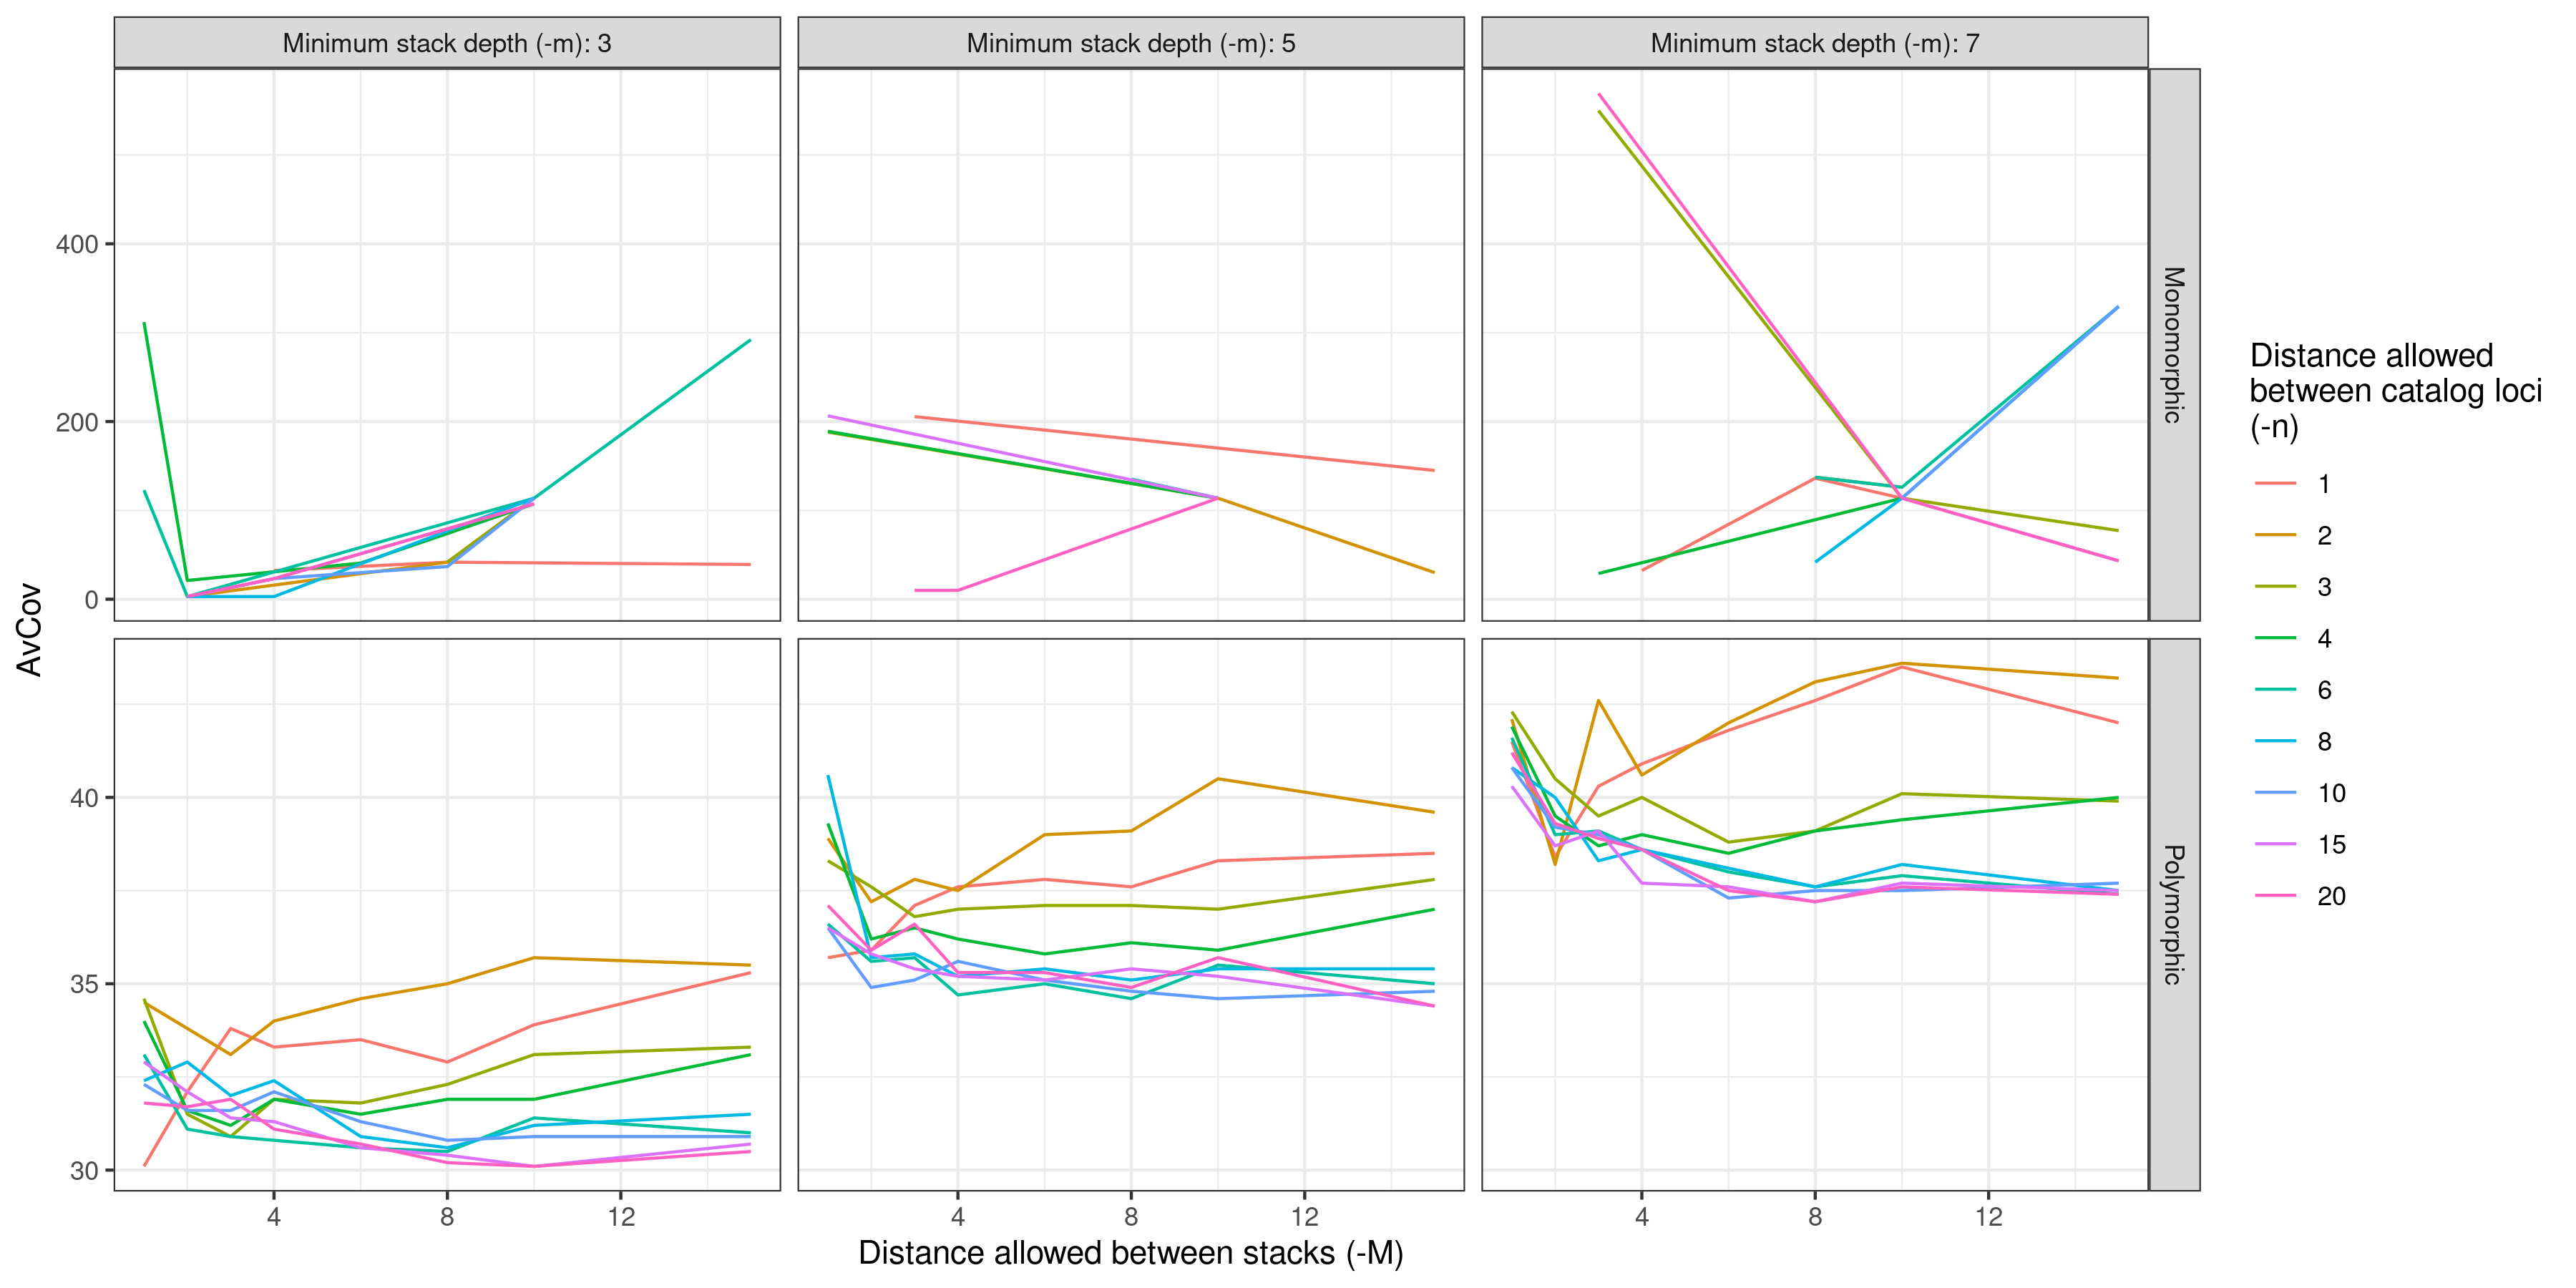 Minimum stack depth (-m): 3
Minimum stack depth (-m): 5
Minimum stack depth (-m): 7
400
200
0
Monomorphic
AvCov
40
35
30
Polymorphic
4
8
12
4
8
12
4
8
12
Distance allowed between stacks (-M)
Distance allowed
between catalog loci
(-n)
1
2
3
4
6
8
10
15
20